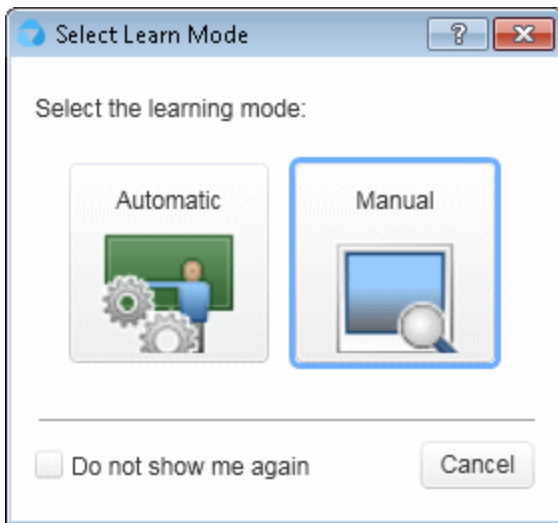 Select Learn Mode
Select the learning mode:
Automatic Manual
Do not show me again Cancel